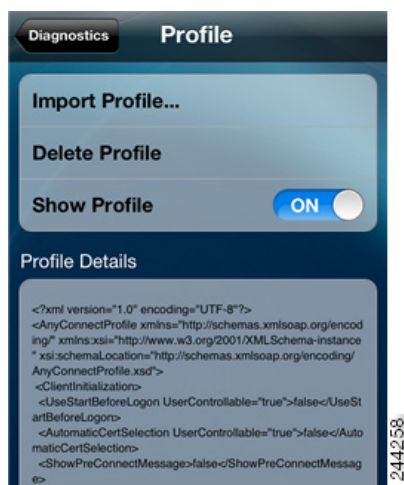 Diagnostics
Profile
Import Profile...
Delete Profile
Show Profile
ON
Profile Details
<?xml version="1.0" encoding="UTF-8"?>
<AnyConnectProfile xmlns="http://schemas.xmlsoap.org/encod
ing/" xmlns:xsi="http://www.w3.org/2001/XMLSchema-instance
" xsi:schemaLocation="http://schemas.xmlsoap.org/encoding/
AnyConnectProfile.xsd">
<ClientInitialization>
<UseStartBeforeLogon UserControllable="true">false</UseSt
artBeforeLogon>
<AutomaticCertSelection UserControllable="true">false</Auto
maticCertSelection>
<ShowPreConnectMessage>false</ShowPreConnectMessag
e>
244258